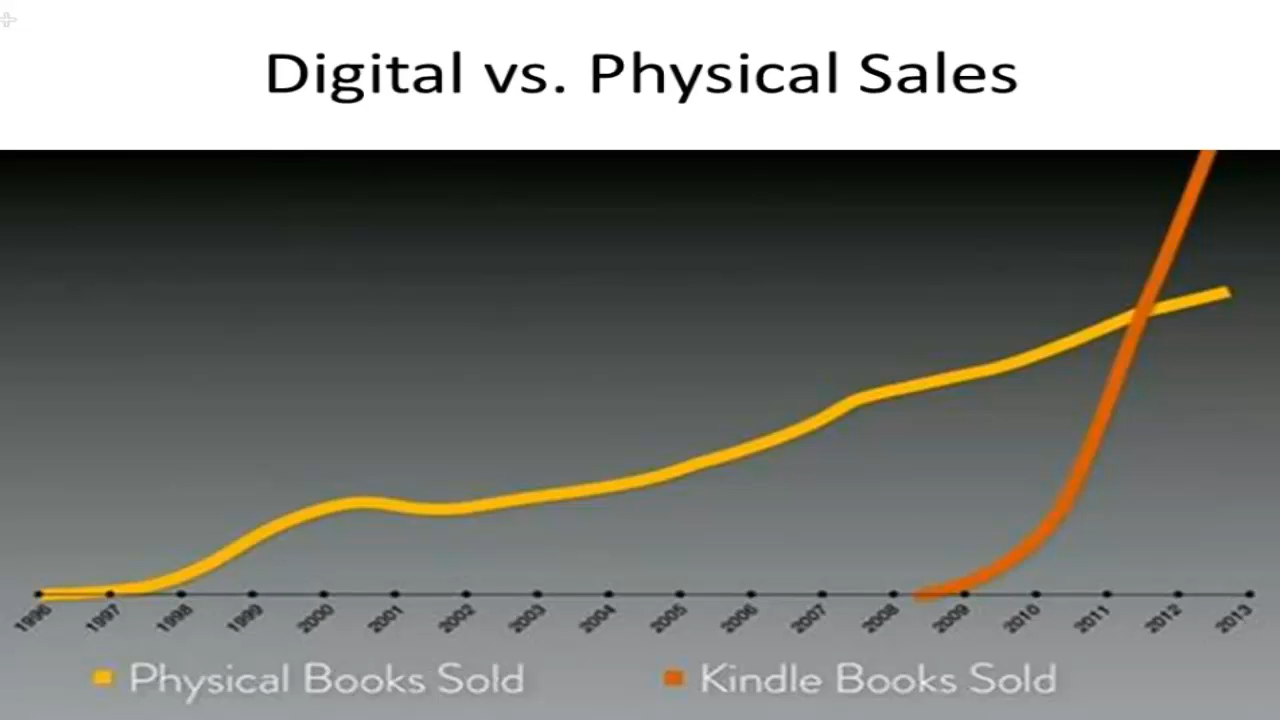 Digital vs. Physical Sales
1996 1997 1998 1999 2000 2001 2002 2003 2004 2005 2006 2007 2008 2009 2010 2011 2012 2013
Physical Books Sold Kindle Books Sold